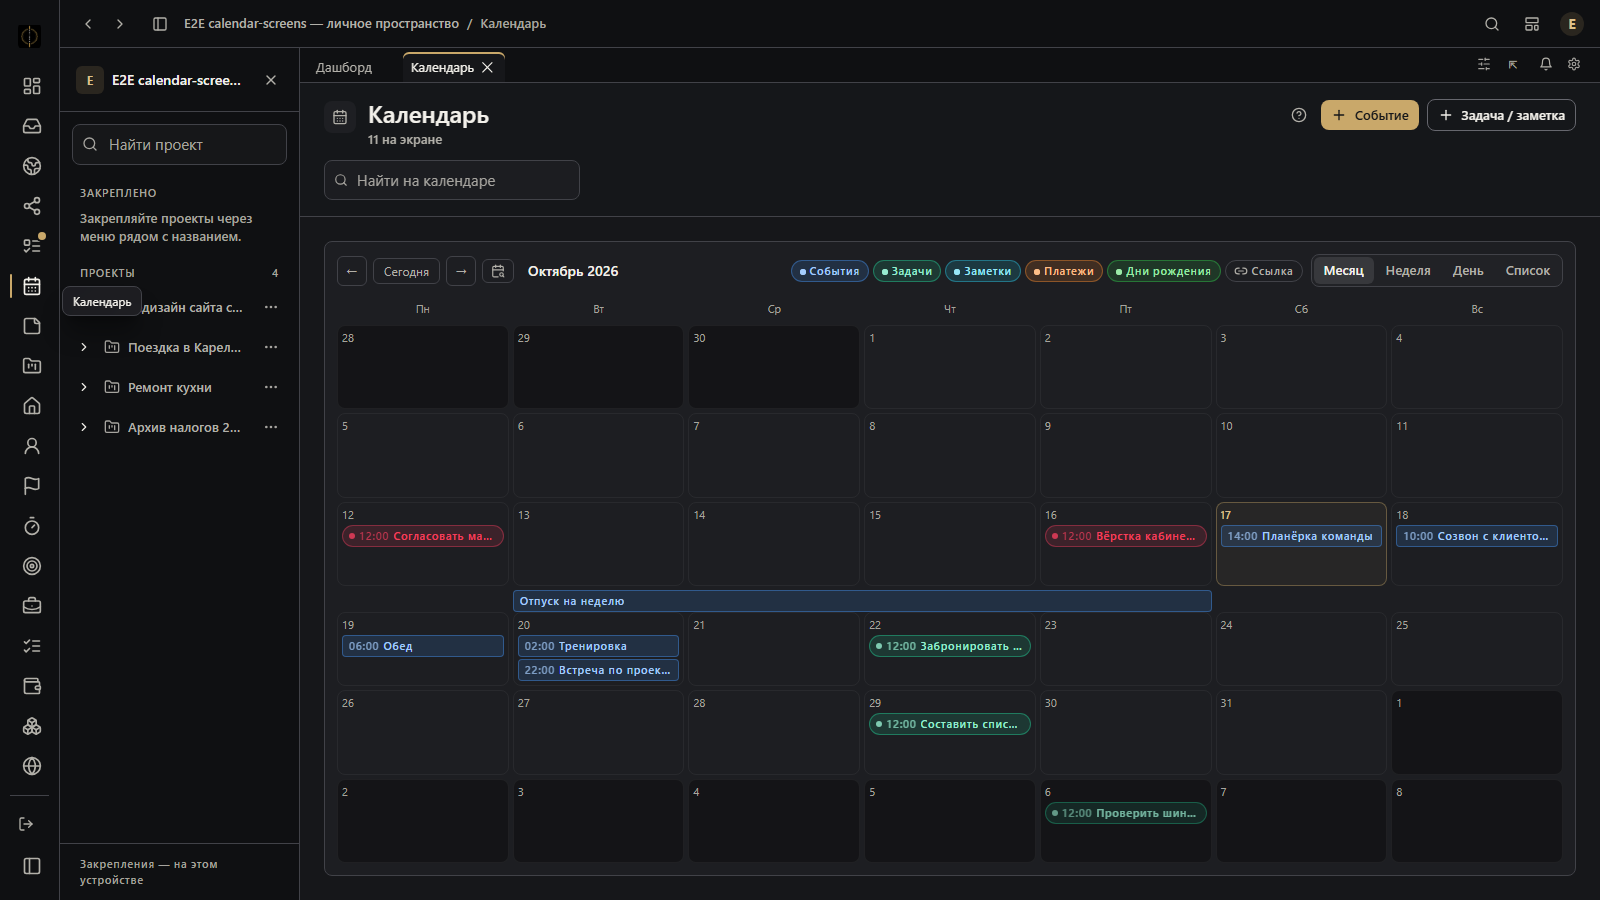 E2E calendar-screens — личное пространство / Календарь
E
E
E2E calendar-scree...
Дашборд
Календарь
Найти проект
ЗАКРЕПЛЕНО
Закрепляйте проекты через
меню рядом с названием.
ПРОЕКТЫ 4
Календарь
дизайн сайта с...
Поездка в Карел...
Ремонт кухни
Архив налогов 2...
Закрепления — на этом
устройстве
Календарь
11 на экране
Событие
Задача / заметка
Найти на календаре
Сегодня
Октябрь 2026
События
Задачи
Заметки
Платежи
Дни рождения
Ссылка
Месяц
Неделя
День
Список
Пн Вт Ср Чт Пт Сб Вс
28 29 30 1 2 3 4
5 6 7 8 9 10 11
12 13 14 15 16 17 18
12:00 Согласовать ма...
12:00 Вёрстка кабине...
14:00 Планёрка команды
10:00 Созвон с клиенто...
Отпуск на неделю
19 20 21 22 23 24 25
06:00 Обед
02:00 Тренировка
12:00 Забронировать ...
22:00 Встреча по проек...
26 27 28 29 30 31 1
12:00 Составить спис...
2 3 4 5 6 7 8
12:00 Проверить шин...